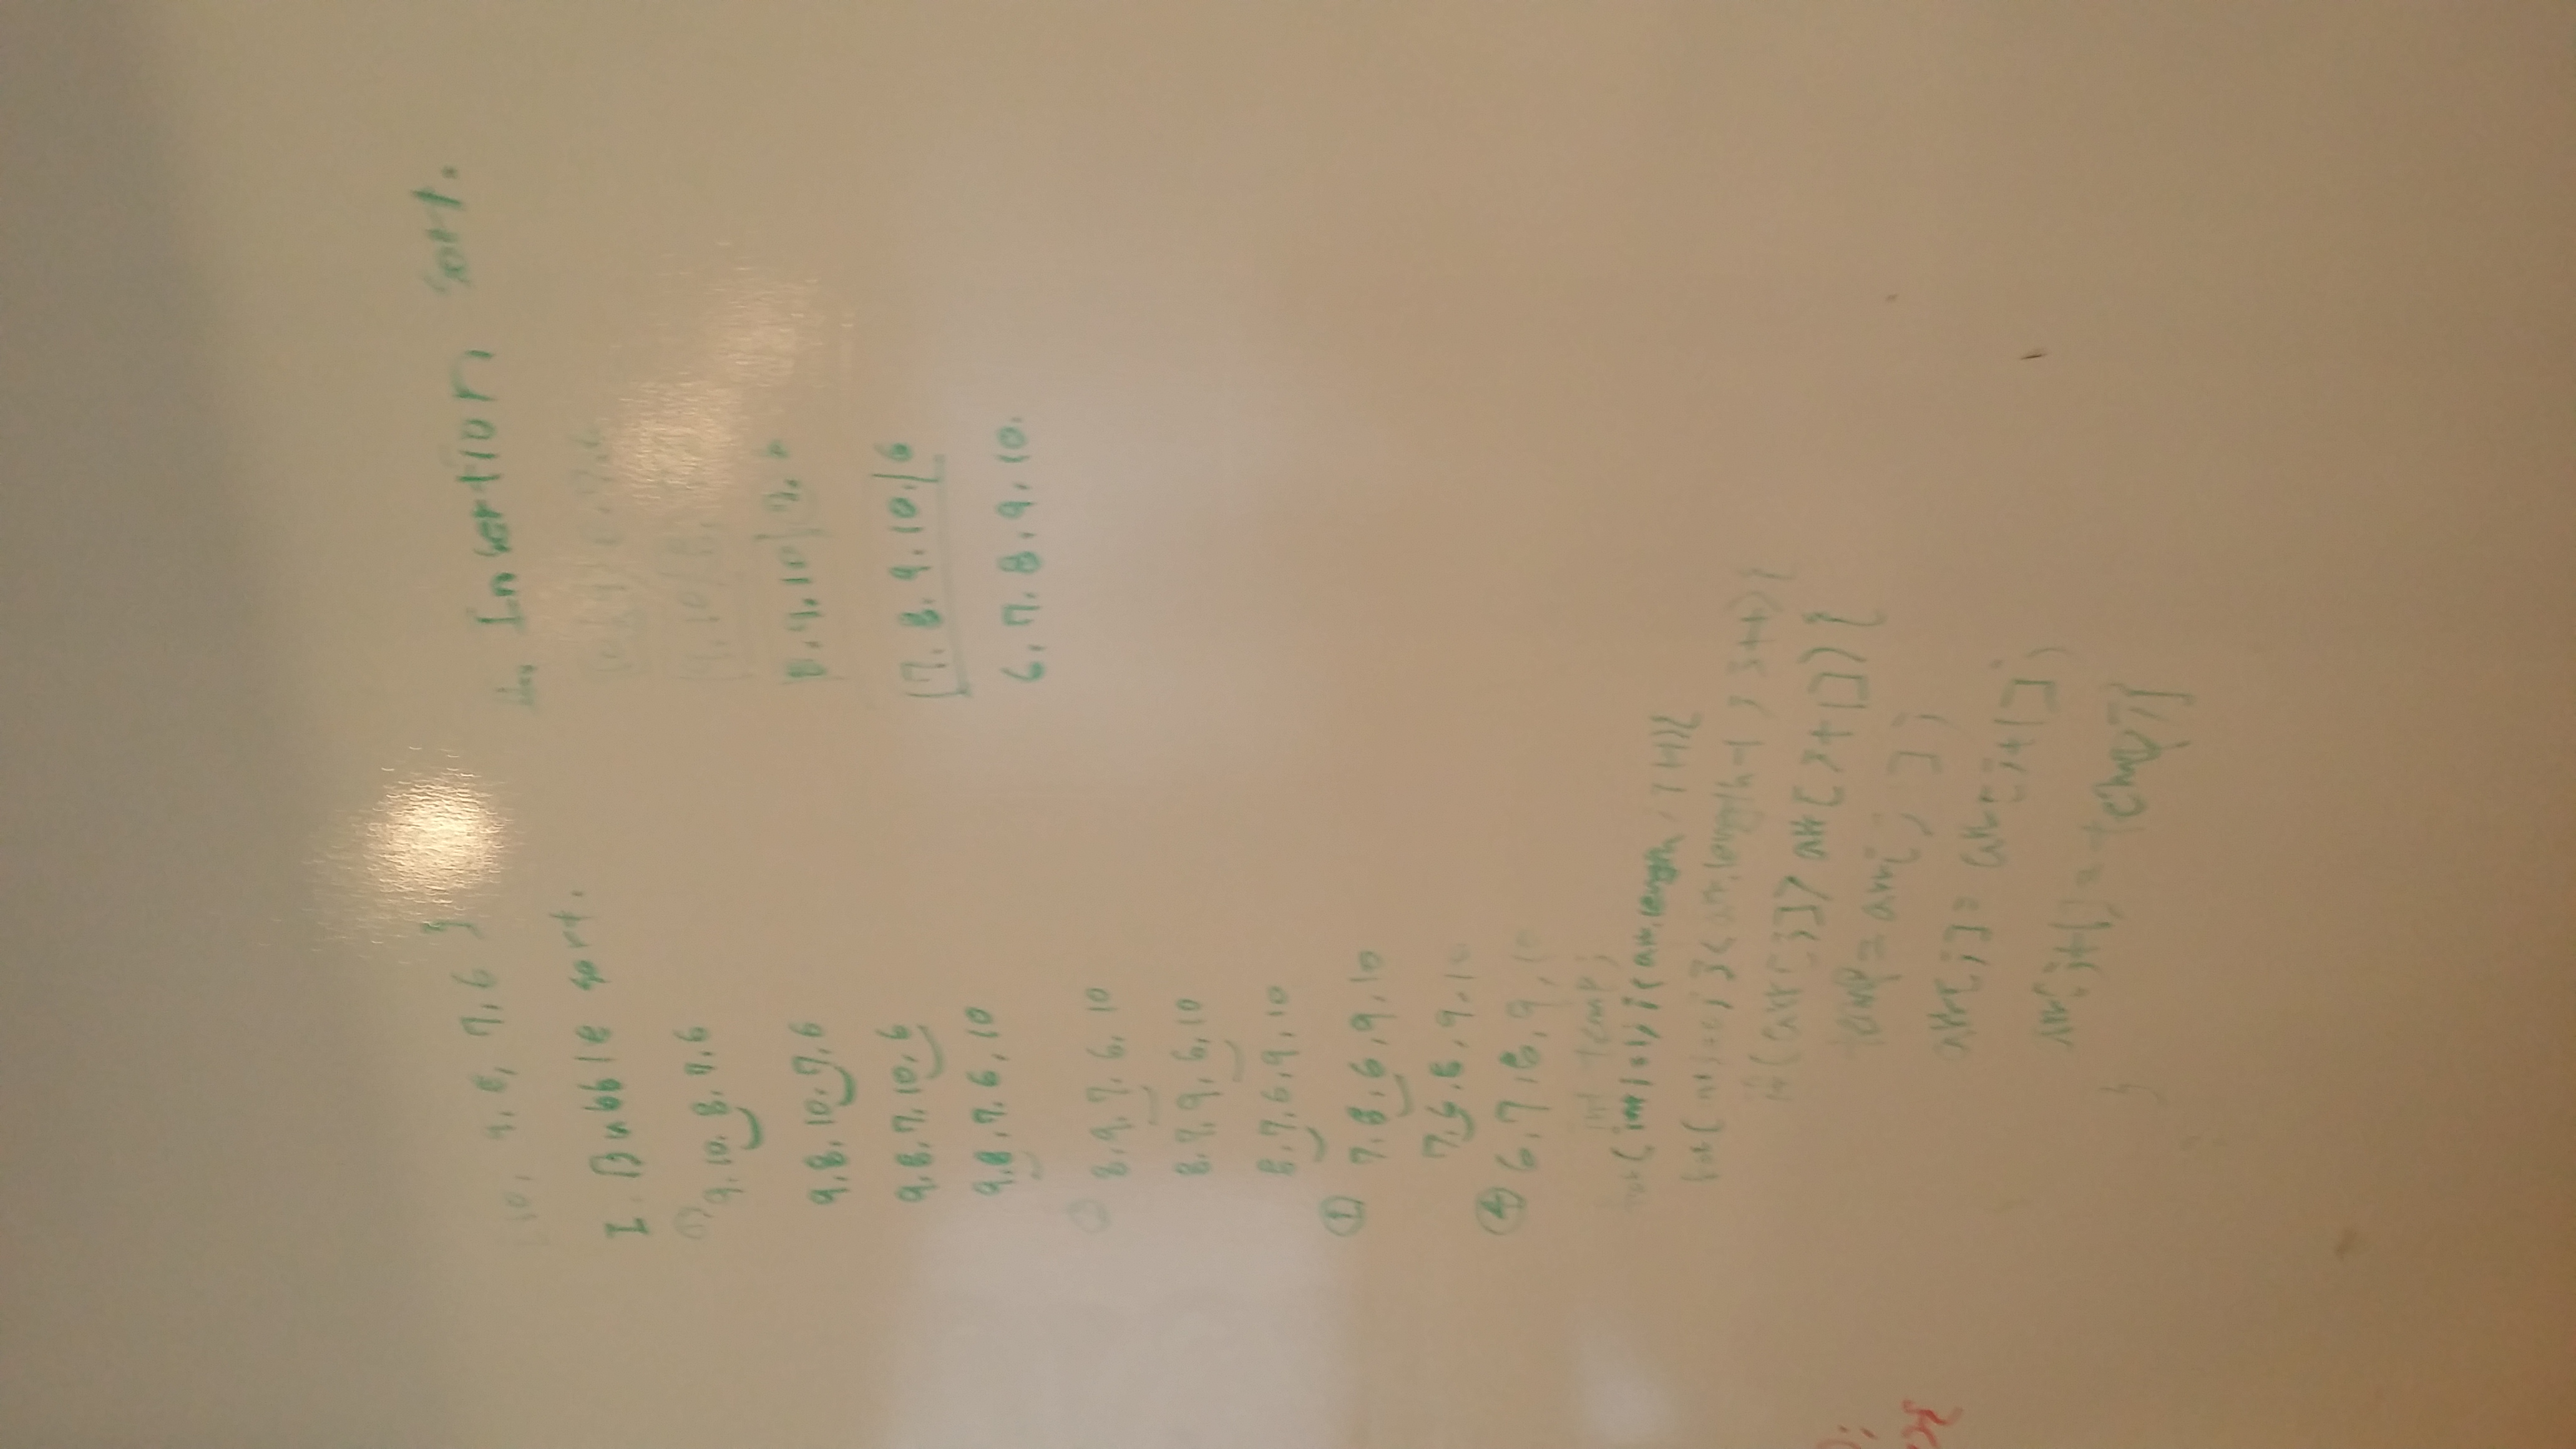 10, 9, 8, 7, 6 }
I. Bubble sort.
① 9, 10, 8, 7, 6
9, 8, 10, 7, 6
9, 8, 7, 10, 6
9, 8, 7, 6, 10
② 8, 9, 7, 6, 10
8, 7, 9, 6, 10
8, 7, 6, 9, 10
7, 8, 6, 9, 10
7, 6, 8, 9, 10
④ 6, 7, 8, 9, 10
int temp;
for( int i=1; i< arr.length ; i++){
for( int j=0; j< arr.length-1 ; j++){
if(arr[j]> arr[j+1]){
temp= arr[j];
arr[j]= arr[j+1];
arr[j+1]= temp;}
}
II. Insertion sort.
|9, 10| 8,
|8, 9, 10| 7, 6
|7, 8, 9, 10.| 6
6, 7, 8, 9, 10.
);